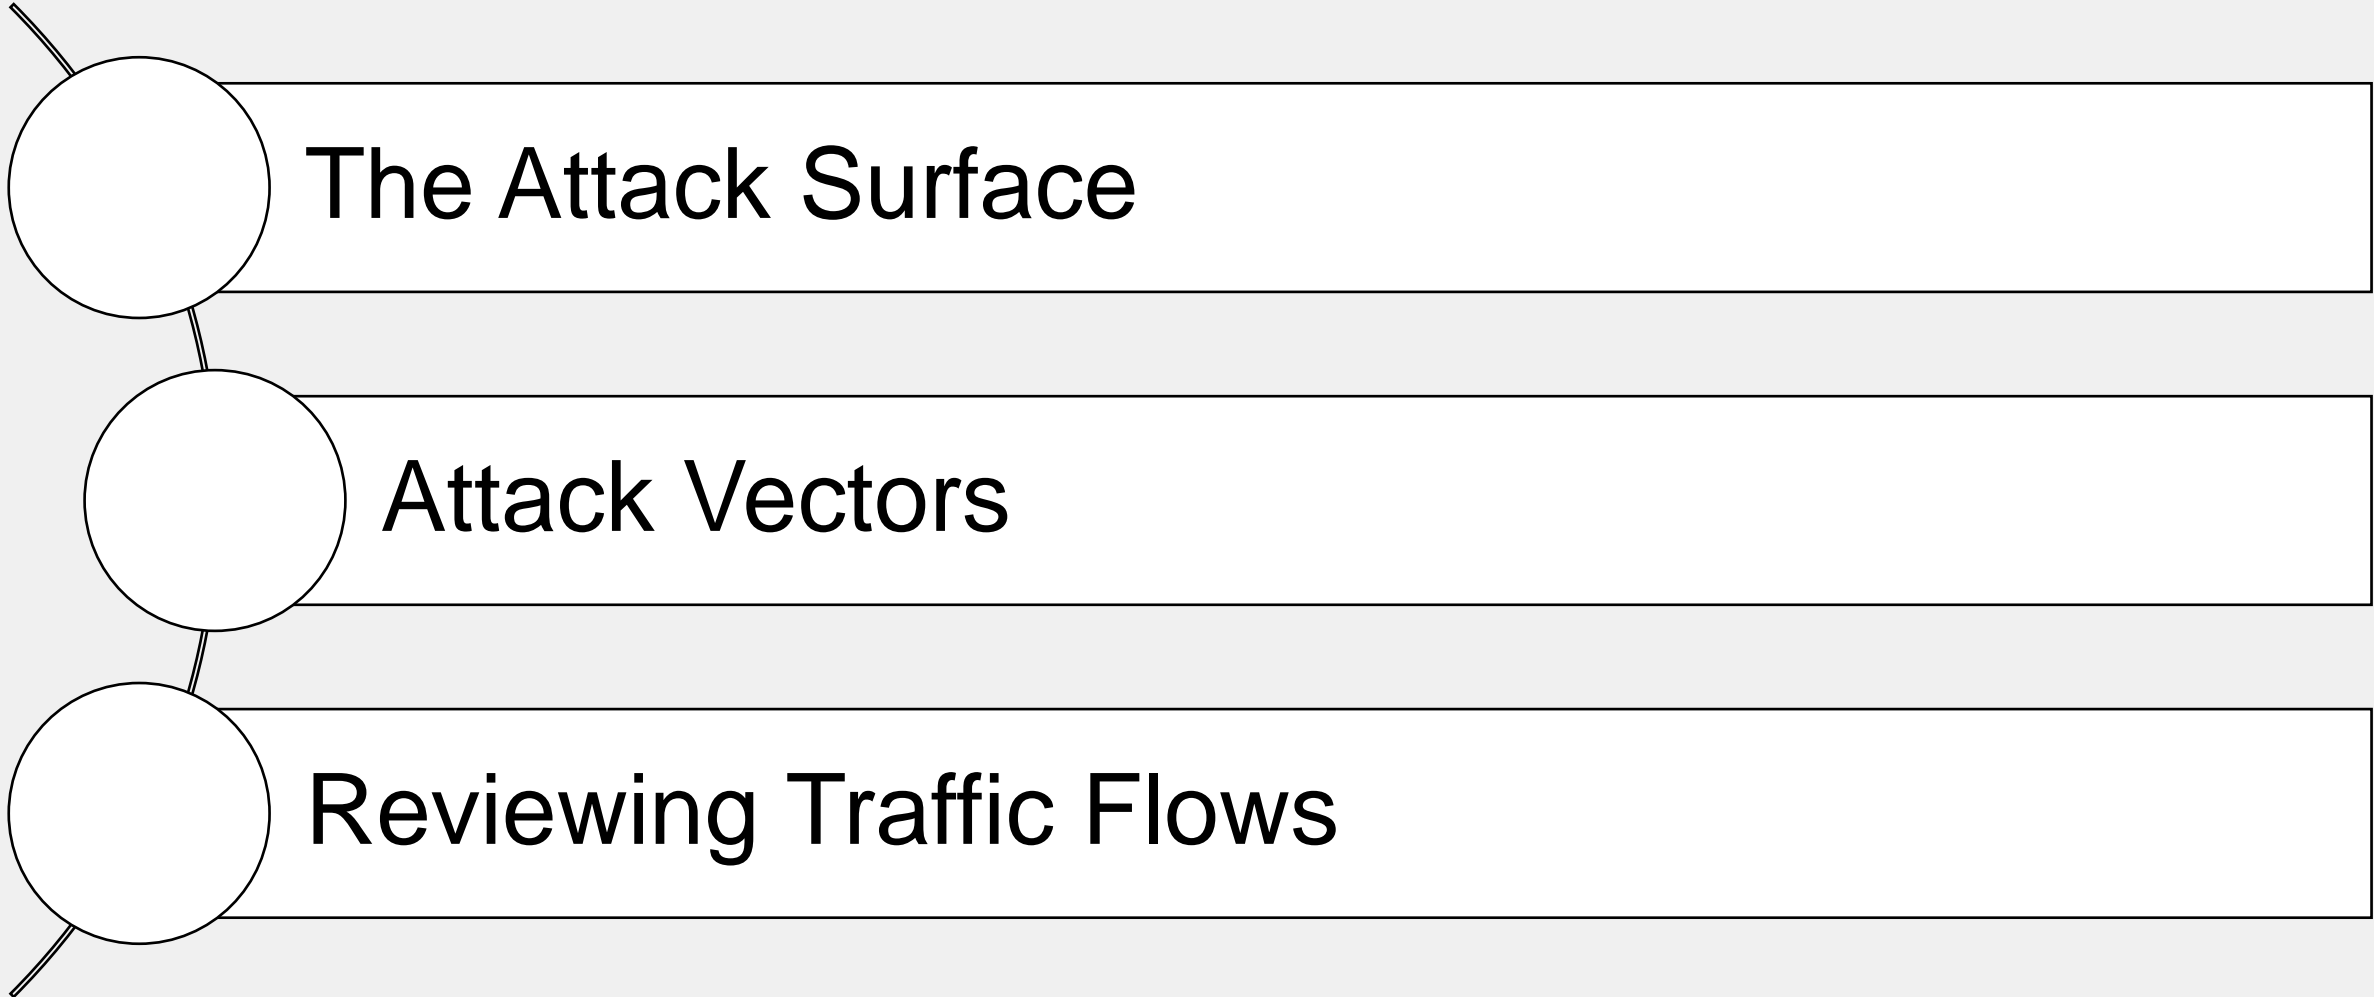 The Attack Surface
Attack Vectors
Reviewing Traffic Flows